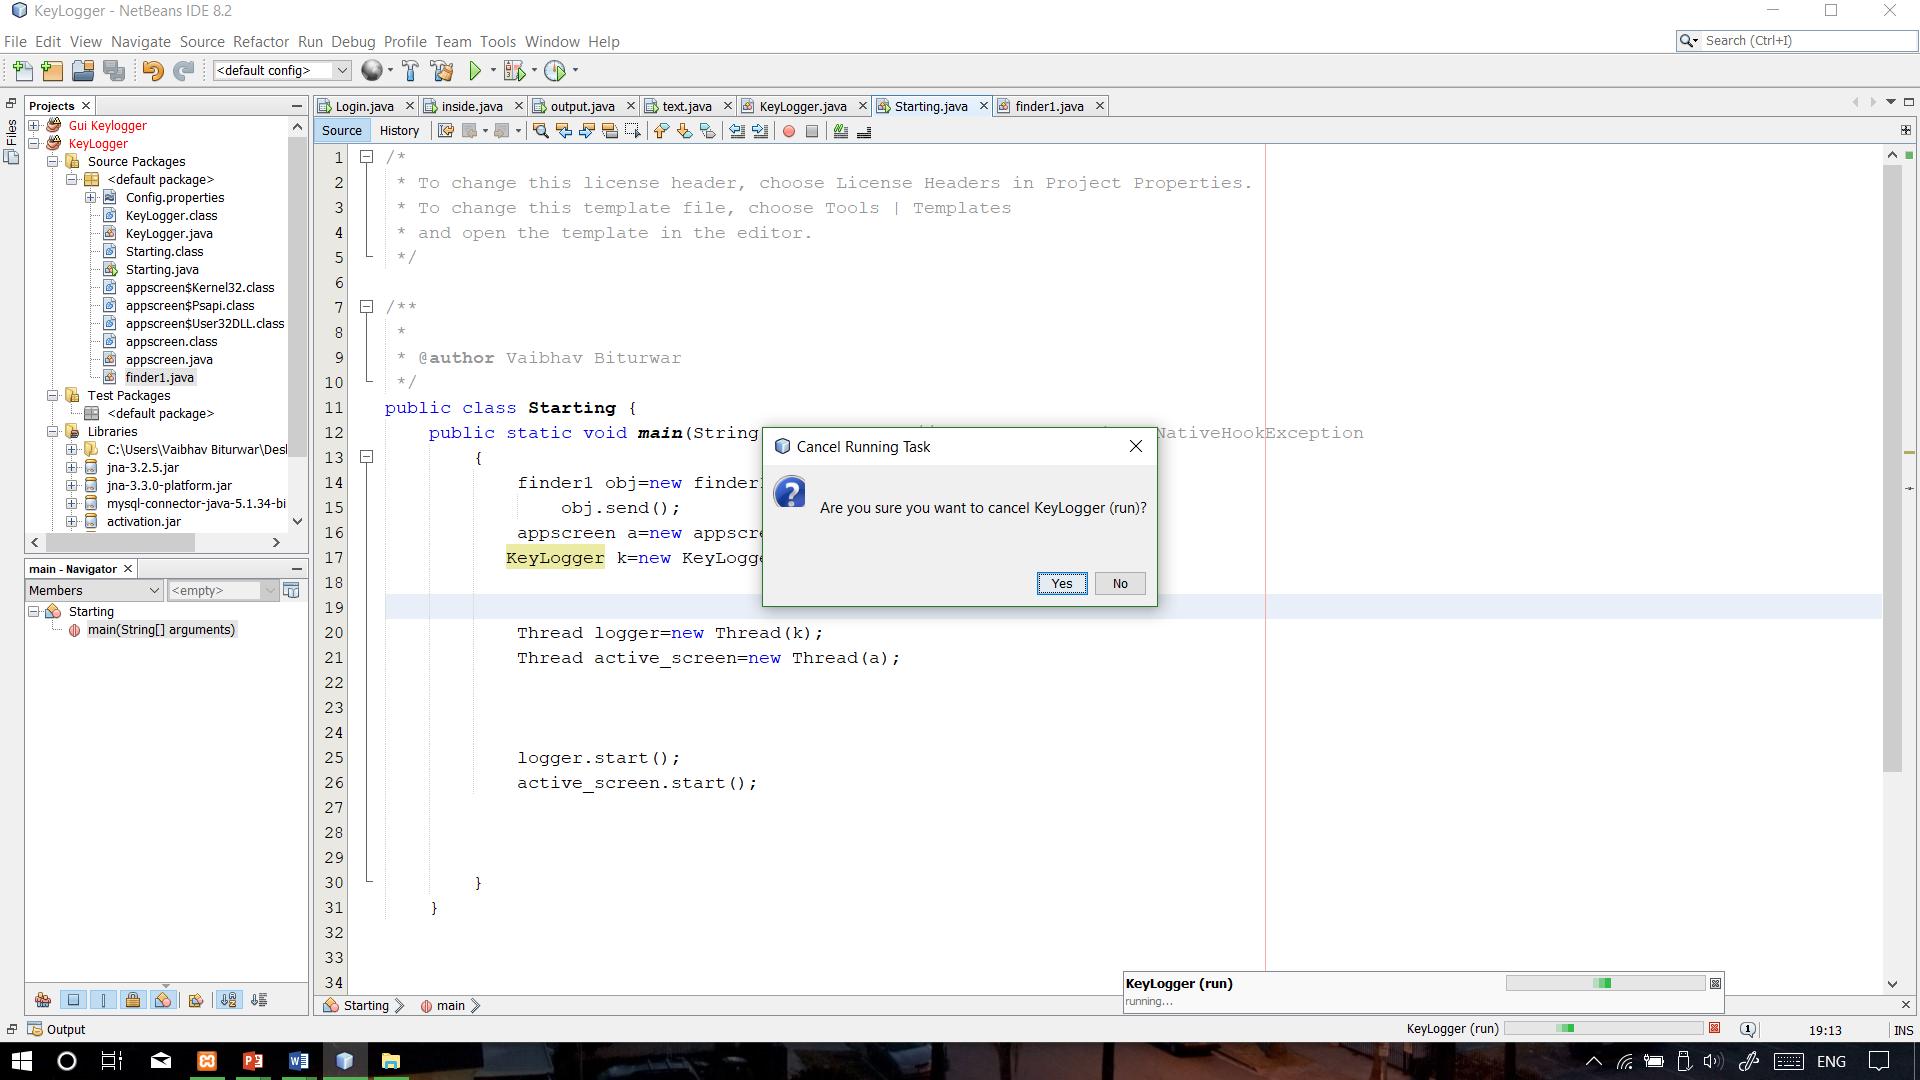 KeyLogger - NetBeans IDE 8.2
File Edit View Navigate Source Refactor Run Debug Profile Team Tools Window Help
Search (Ctrl+I)
<default config>
Files
Projects
Gui Keylogger
KeyLogger
Source Packages
<default package>
Config.properties
KeyLogger.class
KeyLogger.java
Starting.class
Starting.java
appscreen$Kernel32.class
appscreen$Psapi.class
appscreen$User32DLL.class
appscreen.class
appscreen.java
finder1.java
Test Packages
<default package>
Libraries
C:\Users\Vaibhav Biturwar\Desl
jna-3.2.5.jar
jna-3.3.0-platform.jar
mysql-connector-java-5.1.34-bi
activation.jar
main - Navigator
Members
<empty>
Starting
main(String[] arguments)
Login.java inside.java output.java text.java KeyLogger.java Starting.java finder1.java
Source History
1 /*
2 * To change this license header, choose License Headers in Project Properties.
3 * To change this template file, choose Tools | Templates
4 * and open the template in the editor.
5 */
6
7 /**
8 *
9 * @author Vaibhav Biturwar
10 */
11 public class Starting {
12 public static void main(String NativeHookException
13 {
14 finder1 obj=new finder1
15 obj.send();
16 appscreen a=new appscre
17 KeyLogger k=new KeyLogge
18
19
20 Thread logger=new Thread(k);
21 Thread active_screen=new Thread(a);
22
23
24
25 logger.start();
26 active_screen.start();
27
28
29
30 }
31 }
32
33
34
Cancel Running Task
Are you sure you want to cancel KeyLogger (run)?
Yes No
KeyLogger (run)
running...
Starting main
Output
KeyLogger (run)
19:13 INS
ENG